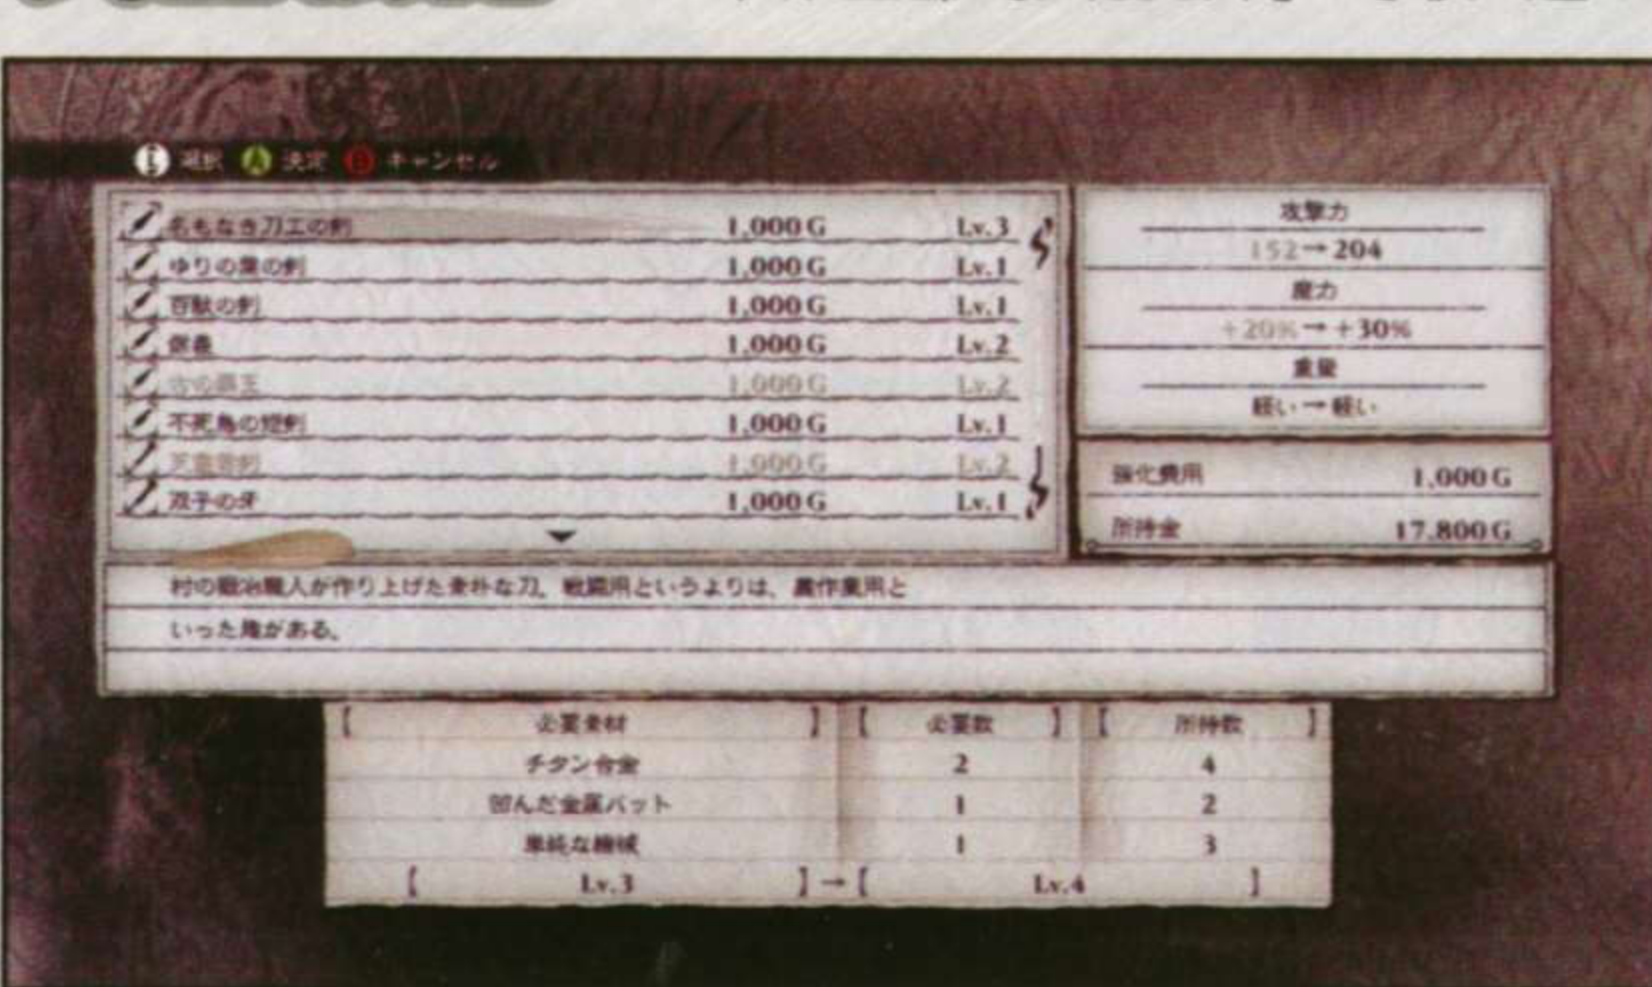 選択 決定 キャンセル
名もなき刀工の剣 1,000G Lv.3
ゆりの葉の剣 1,000G Lv.1
百獣の剣 1,000G Lv.1
信義 1,000G Lv.2
古の覇王 1,000G Lv.2
不死鳥の短剣 1,000G Lv.1
1,000G Lv.2
双子の牙 1,000G Lv.1
攻撃力
152→204
魔力
+20%→+30%
重量
軽い→軽い
強化費用 1,000G
所持金 17,800G
村の鍛冶職人が作り上げた素朴な刀。戦闘用というよりは、農作業用と
いった趣がある。
【 必要素材 】【 必要数 】【 所持数 】
チタン合金 2 4
凹んだ金属バット 1 2
単純な機械 1 3
【 Lv.3 】→【 Lv.4 】